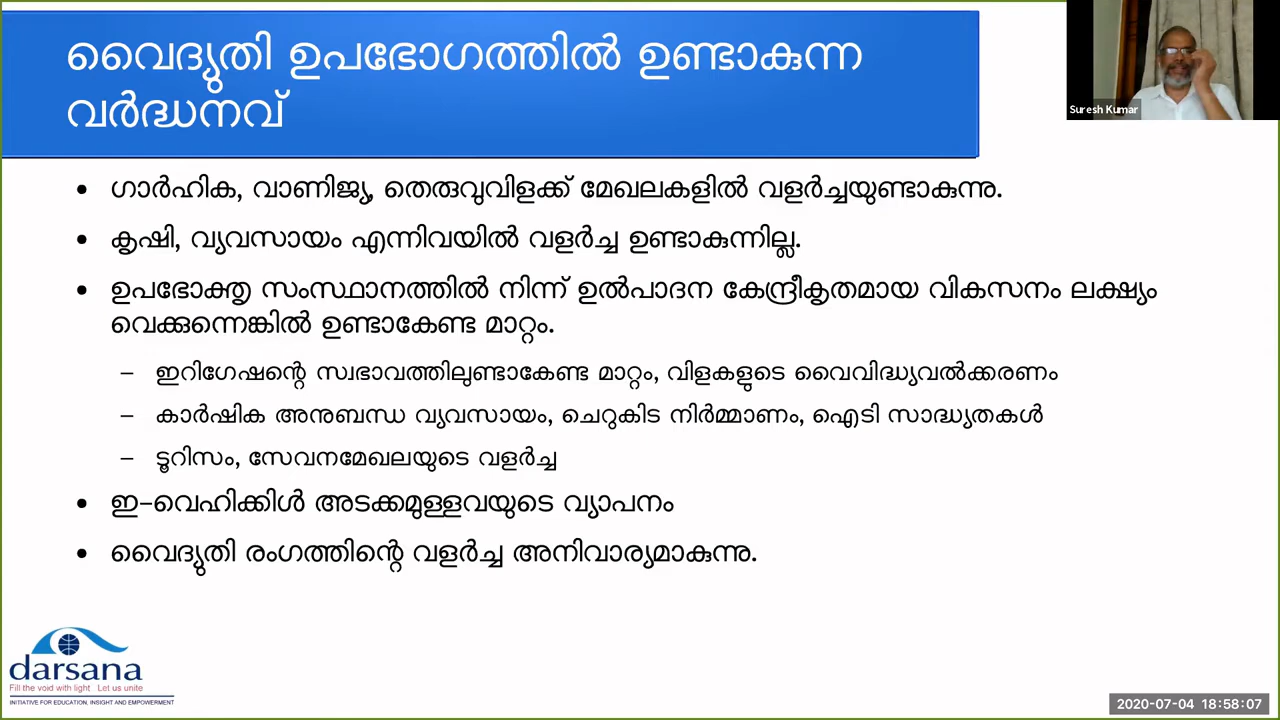 വൈദ്യുതി ഉപഭോഗത്തിൽ ഉണ്ടാകുന്ന
വർദ്ധനവ്
Suresh Kumar
• ഗാർഹിക, വാണിജ്യ, തെരുവുവിളക്ക് മേഖലകളിൽ വളർച്ചയുണ്ടാകുന്നു.
• കൃഷി, വ്യവസായം എന്നിവയിൽ വളർച്ച ഉണ്ടാകുന്നില്ല.
• ഉപഭോക്തൃ സംസ്ഥാനത്തിൽ നിന്ന് ഉൽപാദന കേന്ദ്രീകൃതമായ വികസനം ലക്ഷ്യം
വെക്കുന്നെങ്കിൽ ഉണ്ടാകേണ്ട മാറ്റം.
– ഇറിഗേഷന്റെ സ്വഭാവത്തിലുണ്ടാകേണ്ട മാറ്റം, വിളകളുടെ വൈവിദ്ധ്യവൽക്കരണം
– കാർഷിക അനുബന്ധ വ്യവസായം, ചെറുകിട നിർമ്മാണം, ഐടി സാദ്ധ്യതകൾ
– ടൂറിസം, സേവനമേഖലയുടെ വളർച്ച
• ഇ-വെഹിക്കിൾ അടക്കമുള്ളവയുടെ വ്യാപനം
• വൈദ്യുതി രംഗത്തിന്റെ വളർച്ച അനിവാര്യമാകുന്നു.
darsana
Fill the void with light Let us unite
INITIATIVE FOR EDUCATION, INSIGHT AND EMPOWERMENT
2020-07-04 18:58:07